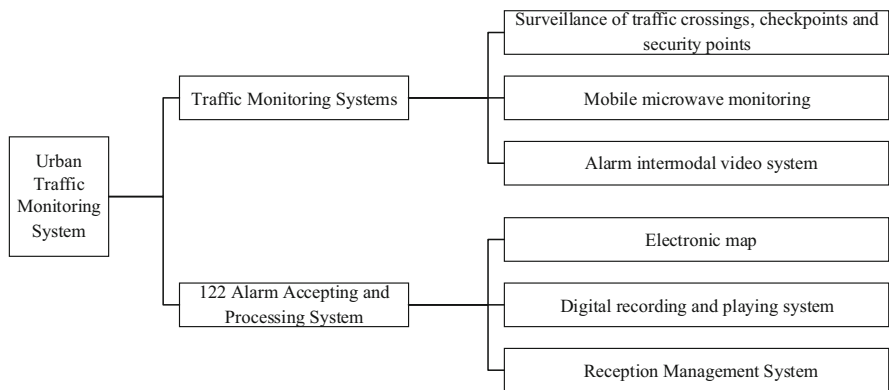 Urban
Traffic
Monitoring
System
Traffic Monitoring Systems
Surveillance of traffic crossings, checkpoints and
security points
Mobile microwave monitoring
Alarm intermodal video system
122 Alarm Accepting and
Processing System
Electronic map
Digital recording and playing system
Reception Management System